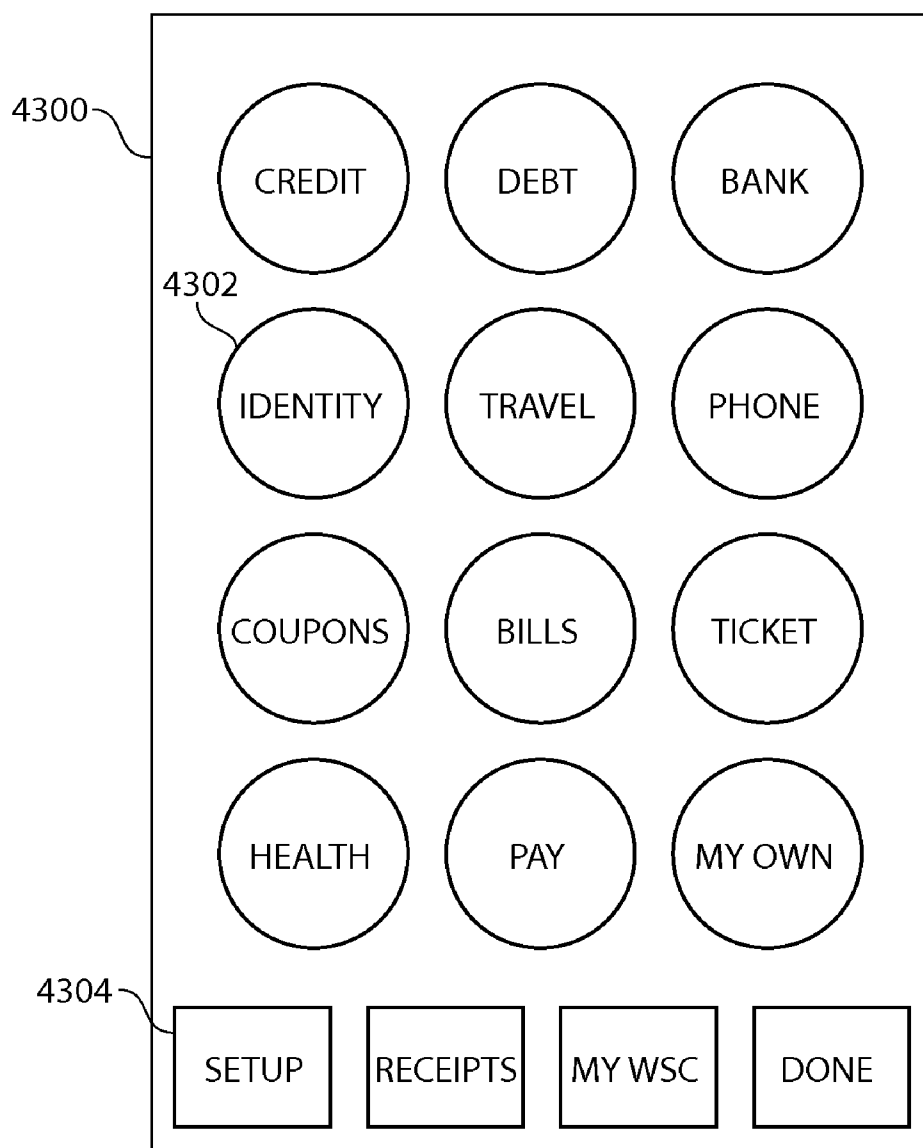 4300
CREDIT DEBT BANK
4302
IDENTITY TRAVEL PHONE
COUPONS BILLS TICKET
HEALTH PAY MY OWN
4304
SETUP RECEIPTS MY WSC DONE